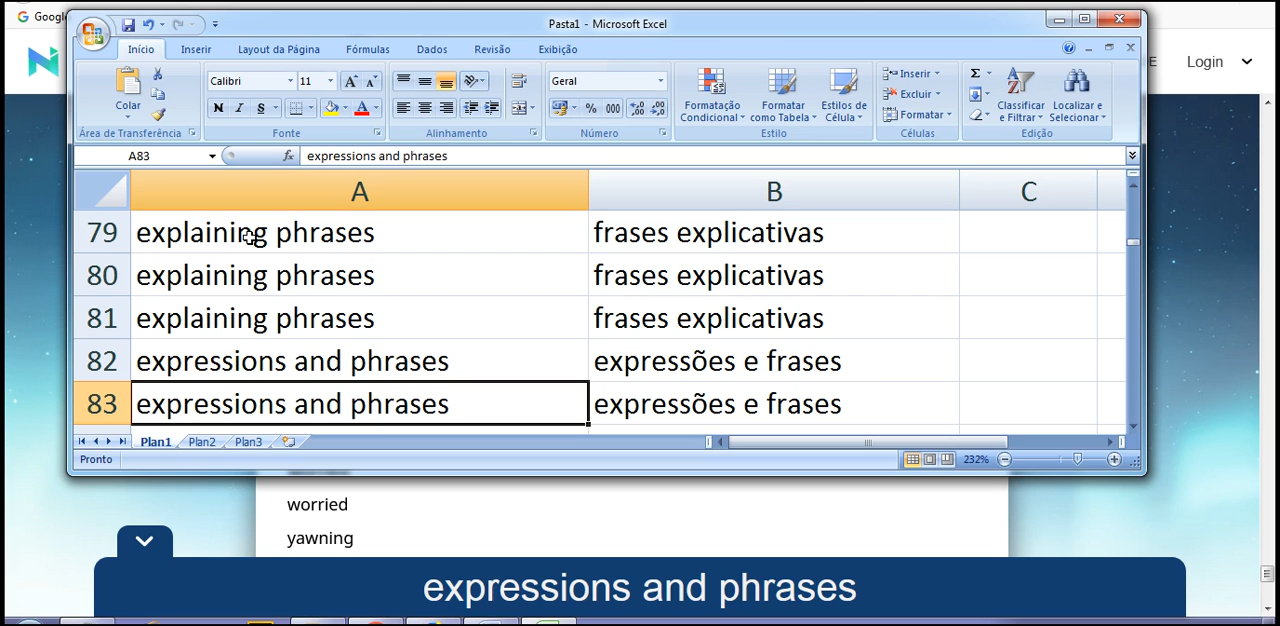 Google
Pasta1 - Microsoft Excel
Início Inserir Layout da Página Fórmulas Dados Revisão Exibição
Login
Colar
Área de Transferência
Calibri 11
N I S
Fonte
Alinhamento
Geral
% 000
Número
Formatação Condicional
Formatar como Tabela
Estilos de Célula
Estilo
Inserir
Excluir
Formatar
Células
Classificar e Filtrar
Localizar e Selecionar
Edição
A83 fx expressions and phrases
A B C
79 explaining phrases frases explicativas
80 explaining phrases frases explicativas
81 explaining phrases frases explicativas
82 expressions and phrases expressões e frases
83 expressions and phrases expressões e frases
Plan1 Plan2 Plan3
Pronto 232%
worried
yawning
expressions and phrases